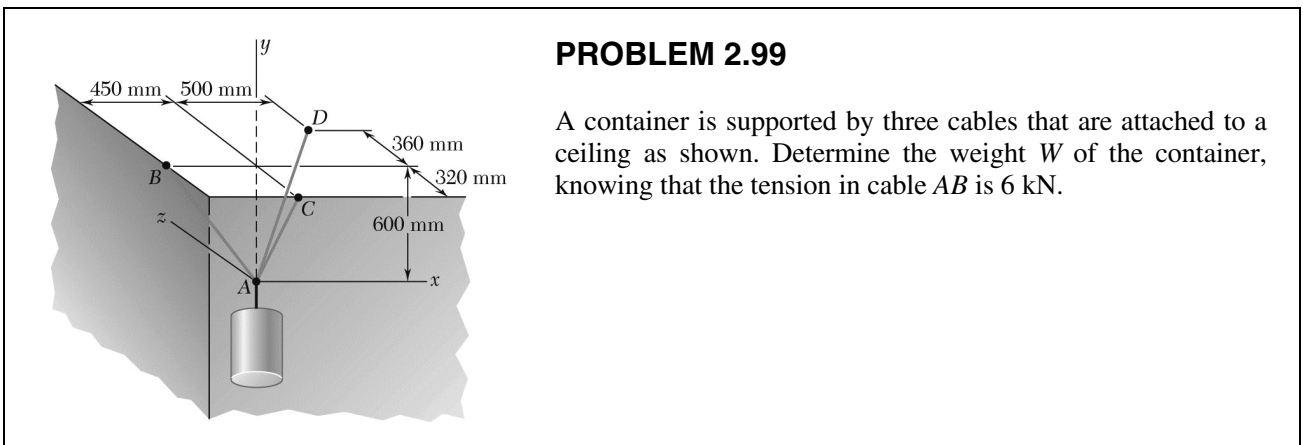 PROBLEM 2.99
A container is supported by three cables that are attached to a
ceiling as shown. Determine the weight W of the container,
knowing that the tension in cable AB is 6 kN.
y
450 mm
500 mm
D
360 mm
B
320 mm
C
z
600 mm
A
x